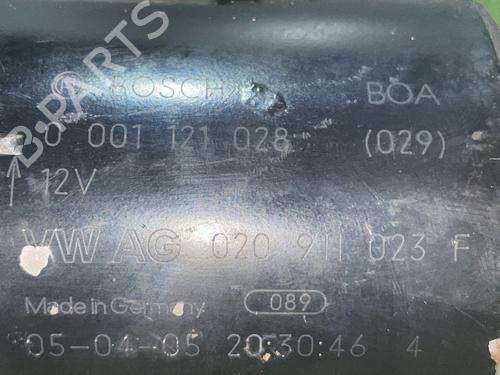 BOSCH BOA
0 001 121 028 (029)
12V
VW AG 020 911 023 F
Made in Germany 089
05-04-05 20:30:46 4
B-PARTS